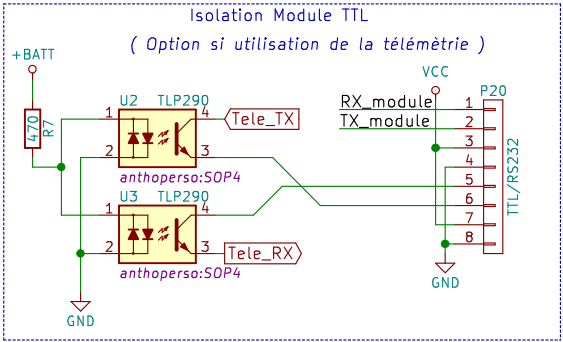 Isolation Module TTL
( Option si utilisation de la télémètrie )
+BATT
470
R7
U2 TLP290
1
2
4
3
Tele_TX
anthoperso:SOP4
U3 TLP290
1
2
4
3
Tele_RX
anthoperso:SOP4
GND
VCC
P20
RX_module 1
TX_module 2
3
4
5
6
7
8
TTL/RS232
GND